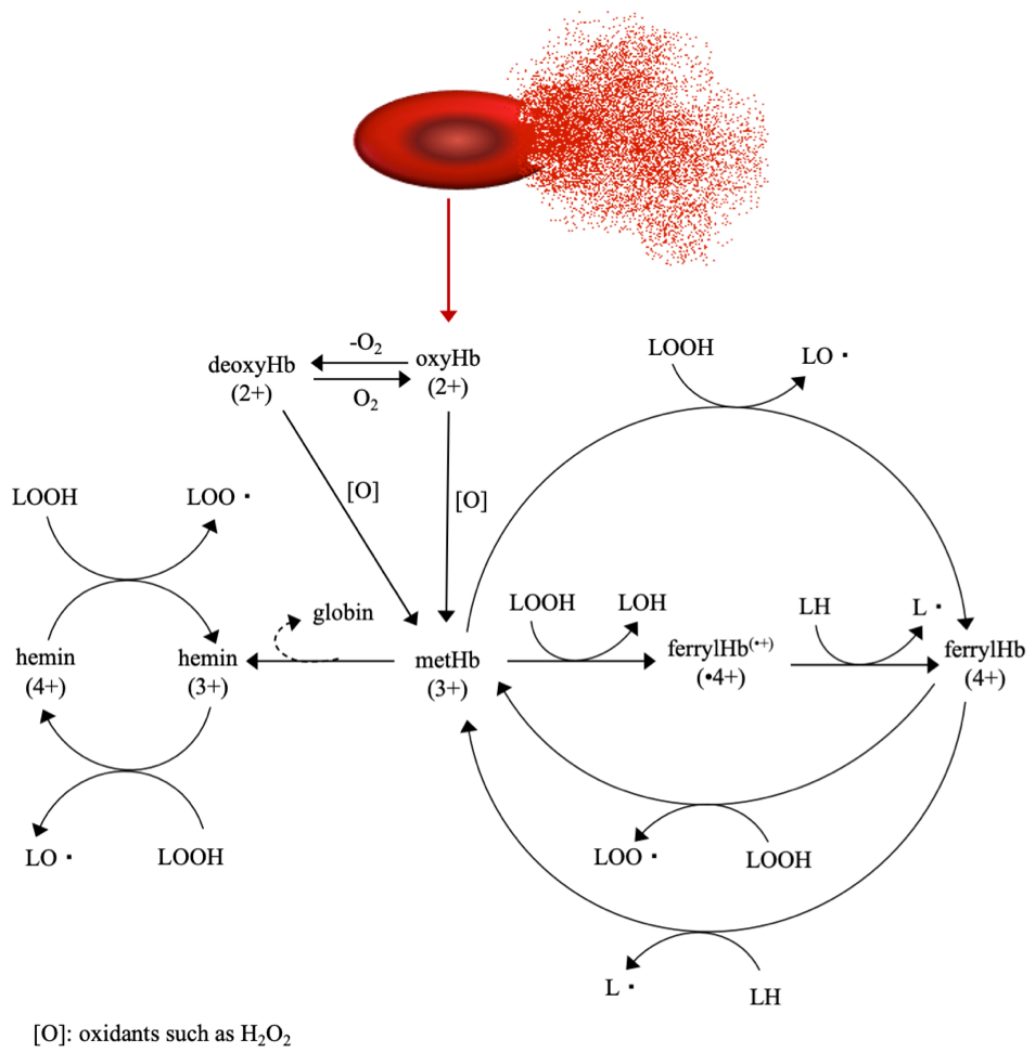 -O₂
deoxyHb
(2+)
oxyHb
(2+)
O₂
LOOH
LO ·
[O]
[O]
LOOH
LOO ·
globin
LOOH
LOH
LH
L ·
hemin
(4+)
hemin
(3+)
metHb
(3+)
ferrylHb⁽•⁺⁾
(•4+)
ferrylHb
(4+)
LO ·
LOOH
LOO ·
LOOH
L ·
LH
[O]: oxidants such as H₂O₂